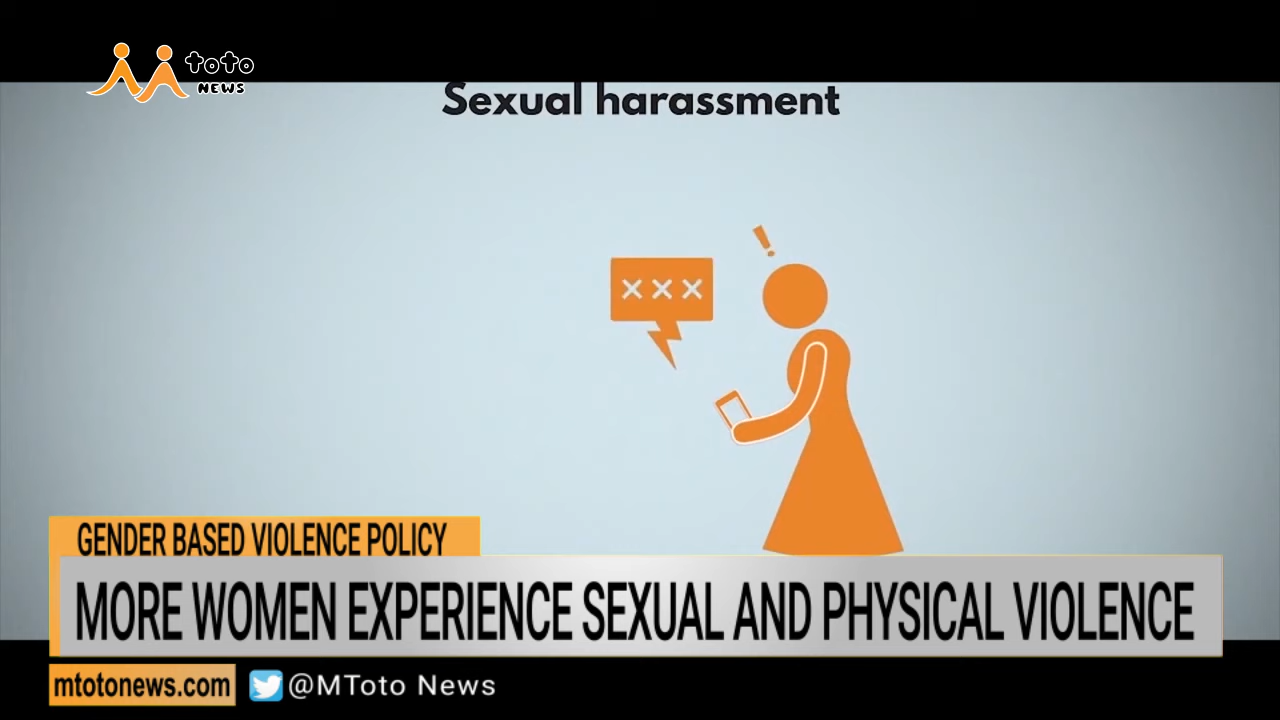 toto
NEWS
Sexual harassment
!
×××
GENDER BASED VIOLENCE POLICY
MORE WOMEN EXPERIENCE SEXUAL AND PHYSICAL VIOLENCE
mtotonews.com
@MToto News